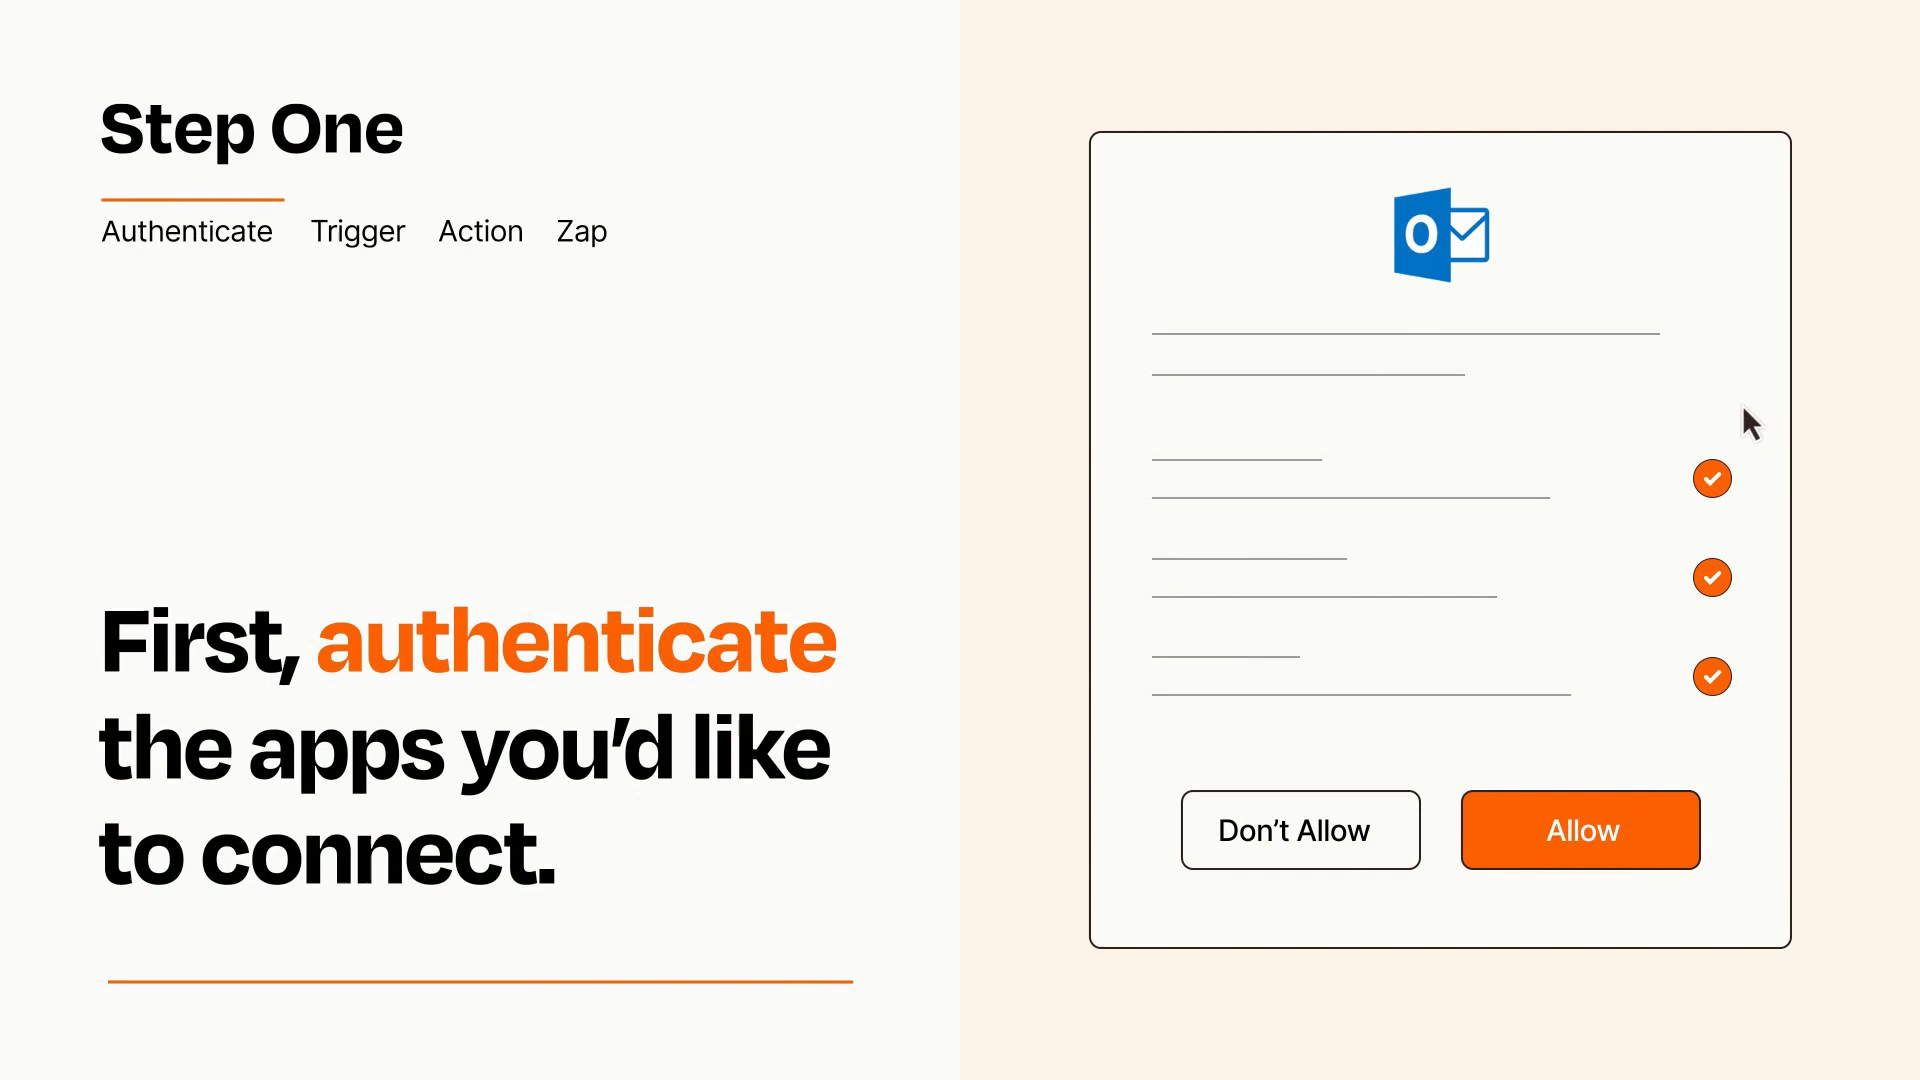 Step One
Authenticate Trigger Action Zap
First, authenticate
the apps you’d like
to connect.
O
Don’t Allow Allow